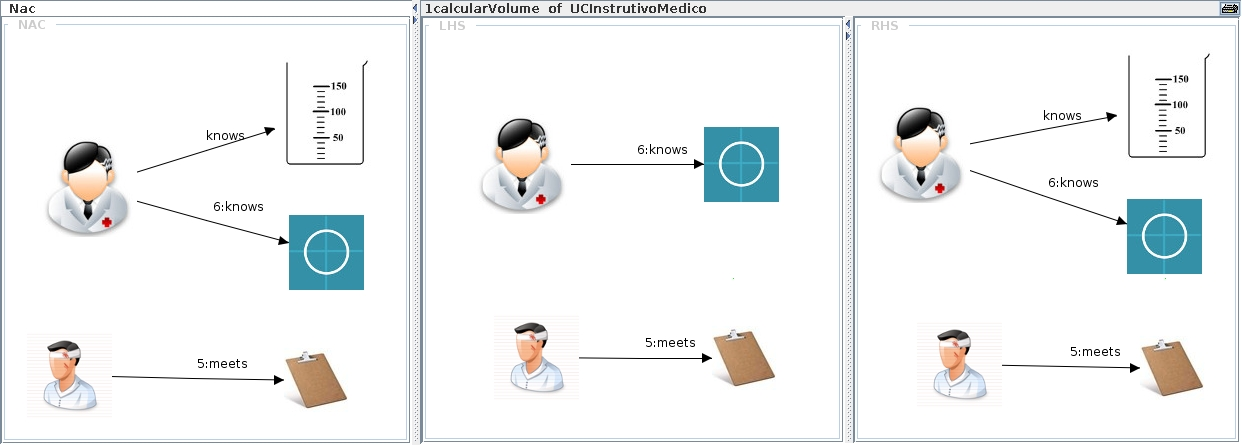 Nac
1calcularVolume of UCInstrutivoMedico
NAC
150
100
50
knows
6:knows
5:meets
LHS
6:knows
5:meets
RHS
150
100
50
knows
6:knows
5:meets